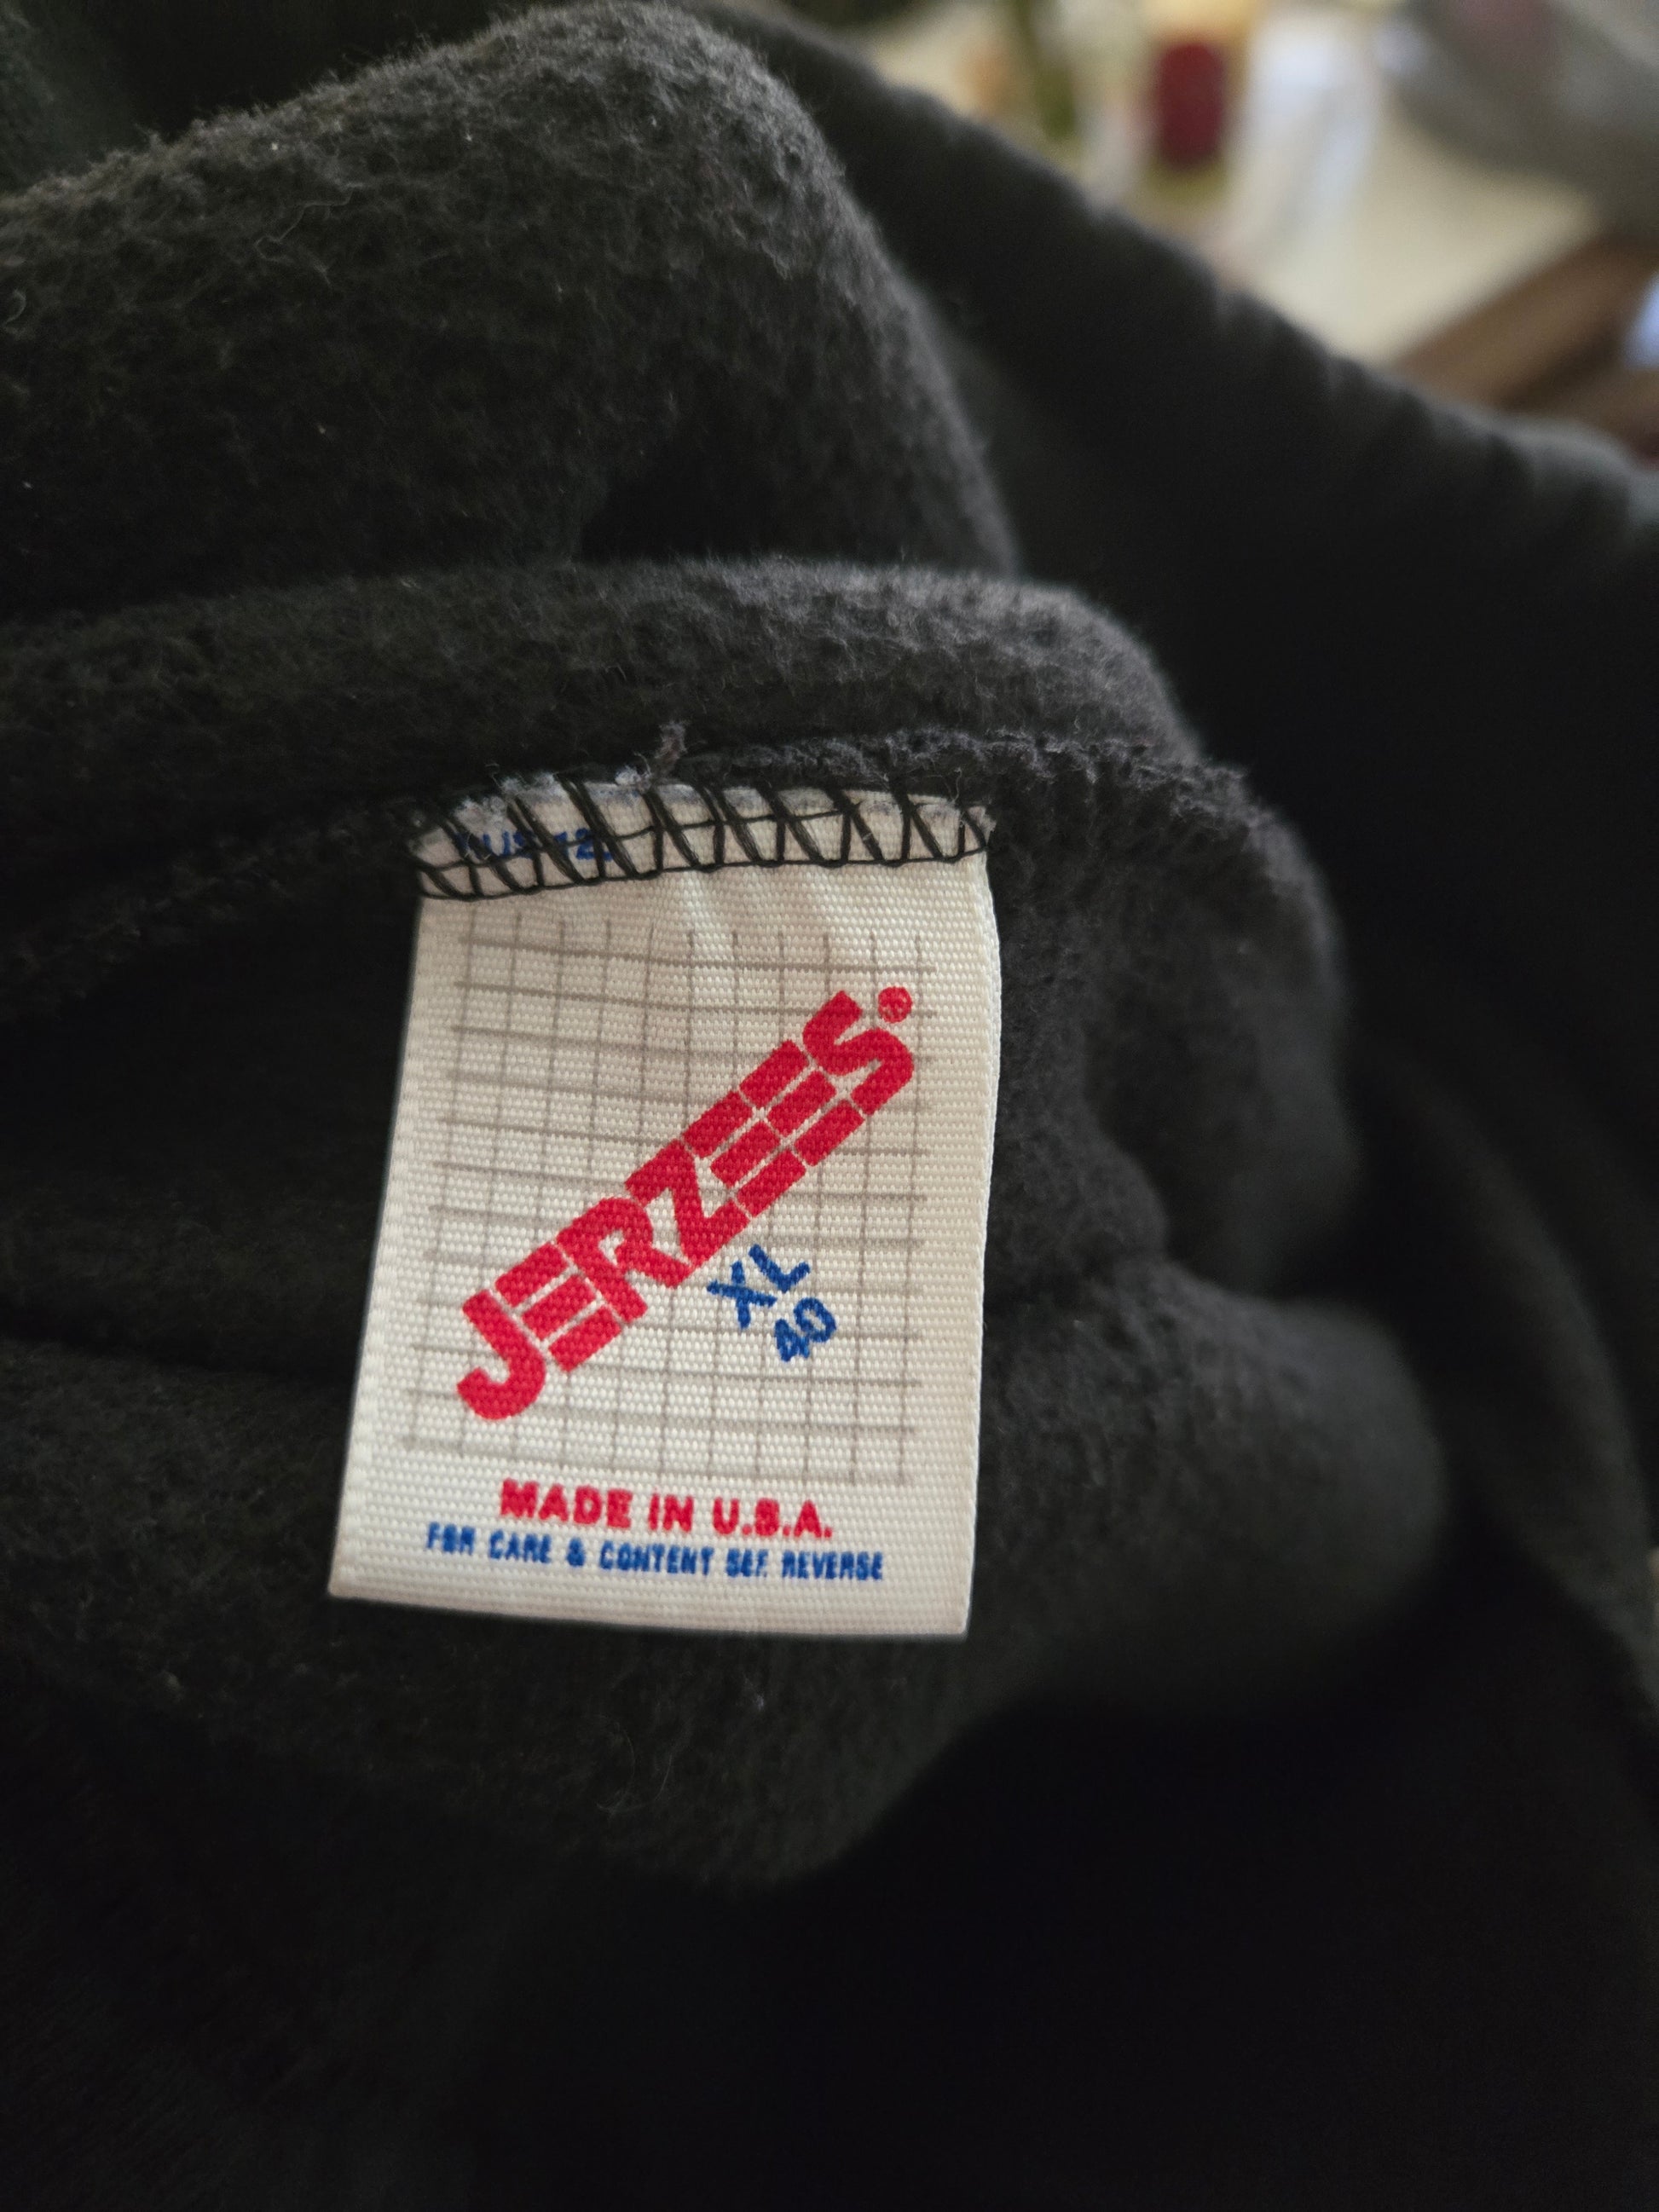 JERZEES®
XL
40
MADE IN U.S.A.
FOR CARE & CONTENT SEE REVERSE